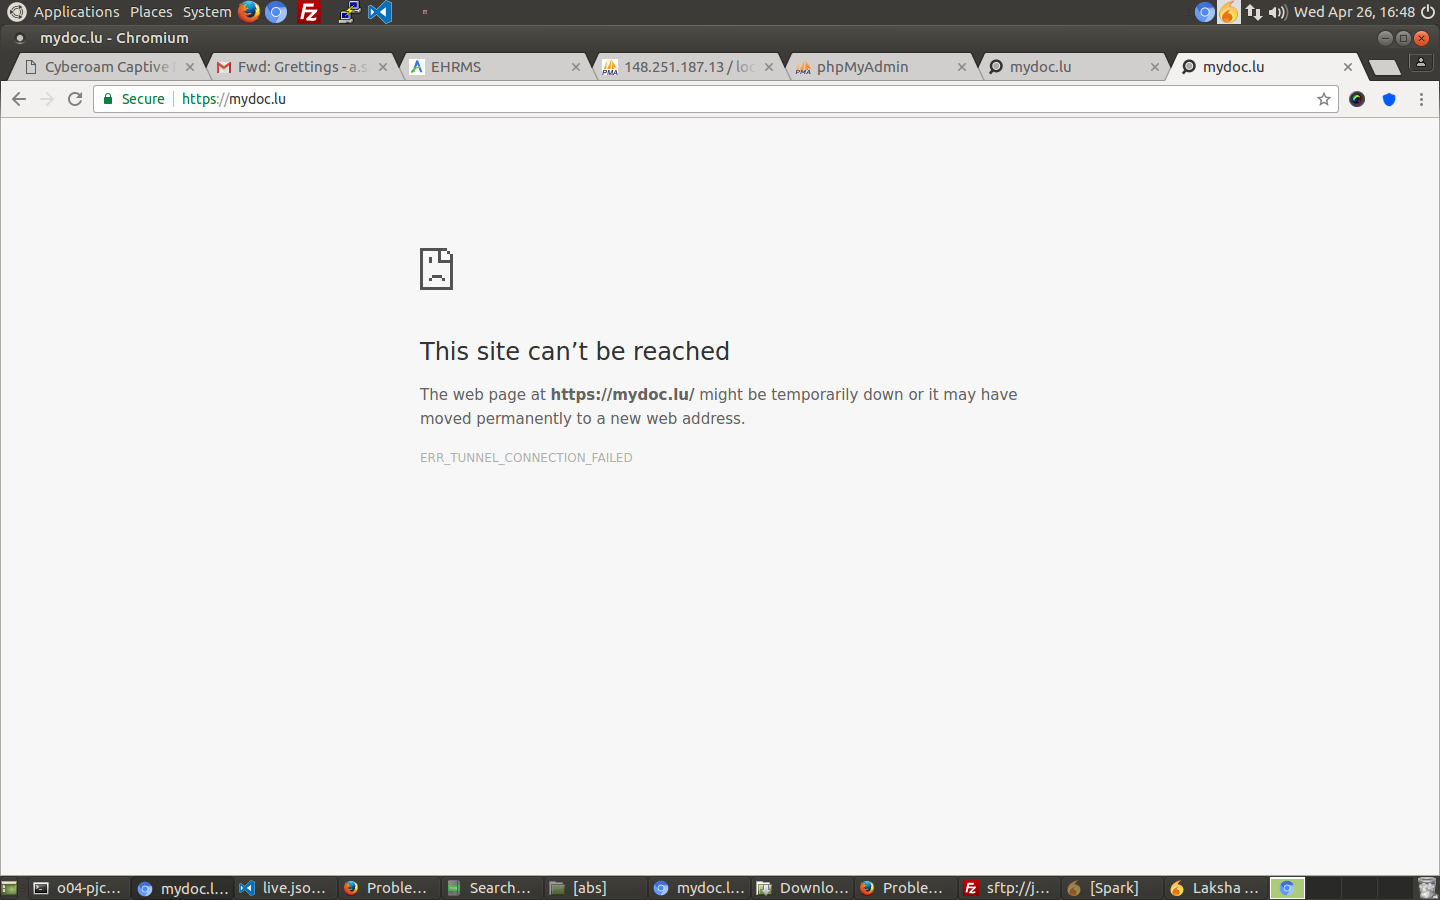 Applications Places System Wed Apr 26, 16:48
mydoc.lu - Chromium
Cyberoam Captive
Fwd: Grettings - a.s
EHRMS
148.251.187.13 / loc
phpMyAdmin
mydoc.lu
mydoc.lu
Secure https://mydoc.lu
This site can’t be reached
The web page at https://mydoc.lu/ might be temporarily down or it may have
moved permanently to a new web address.
ERR_TUNNEL_CONNECTION_FAILED
o04-pjc... mydoc.l... live.jso... Proble... Search... [abs] mydoc.l... Downlo... Proble... sftp://j... [Spark] Laksha ...